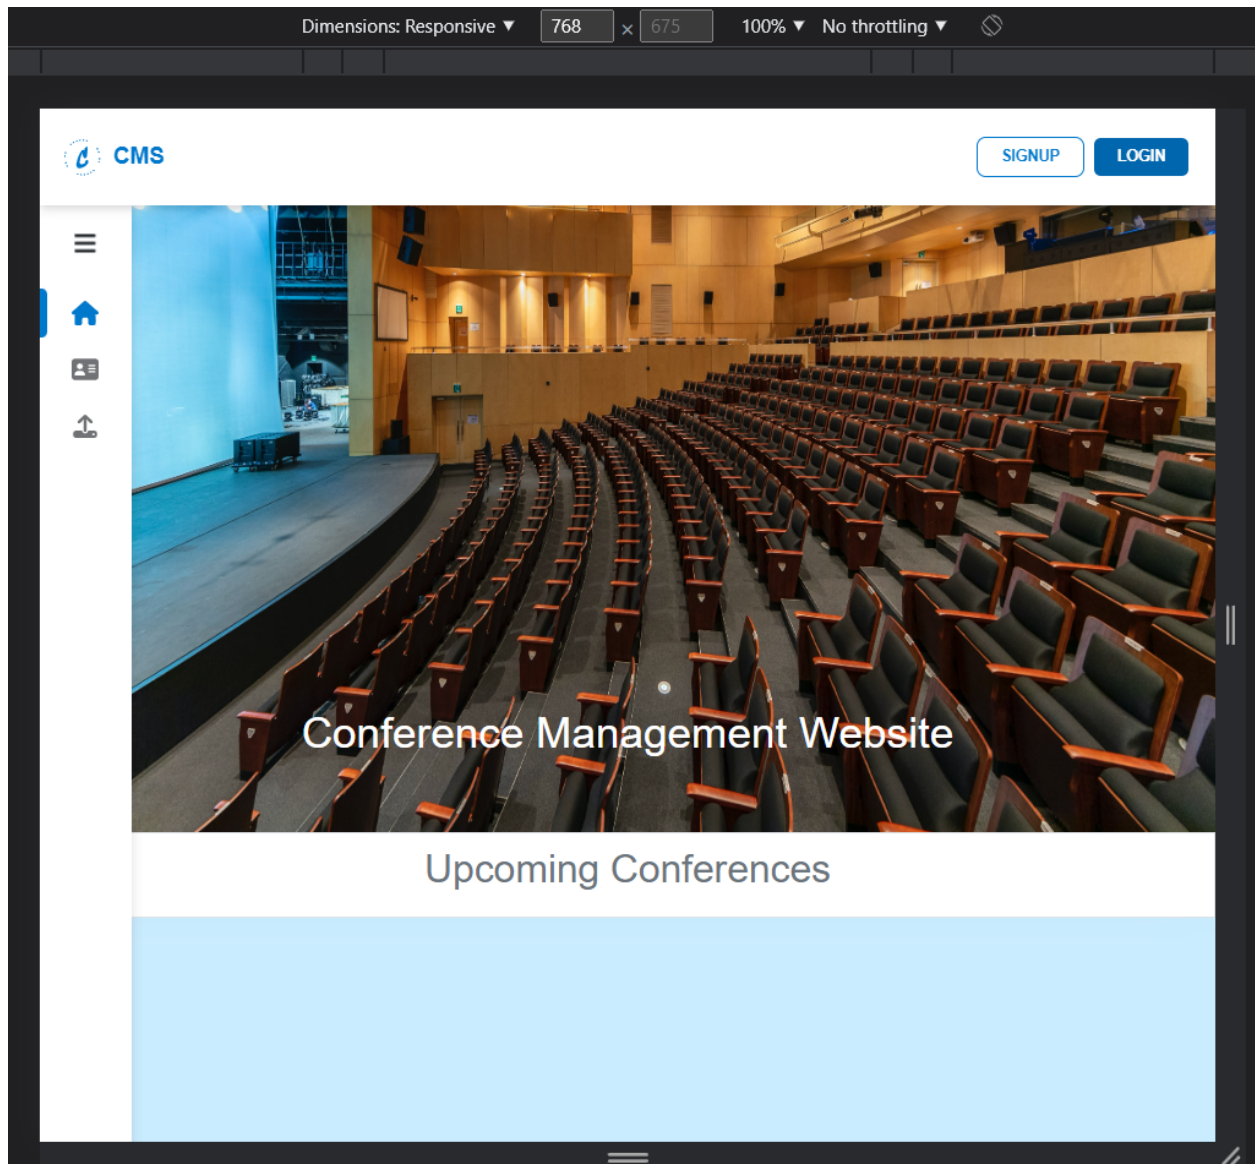 Dimensions: Responsive ▼ 768 × 675 100% ▼ No throttling ▼
C CMS SIGNUP LOGIN
Conference Management Website
Upcoming Conferences